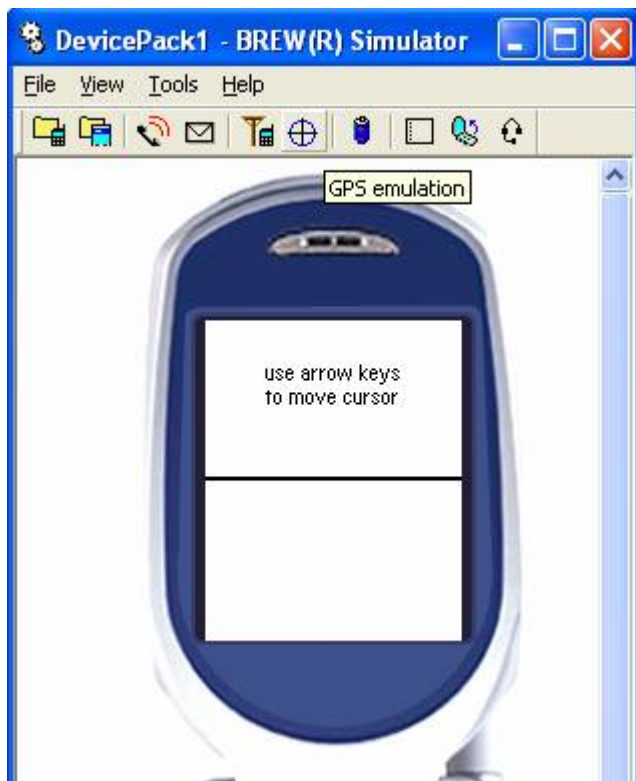 DevicePack1 - BREW(R) Simulator
File View Tools Help
GPS emulation
use arrow keys
to move cursor